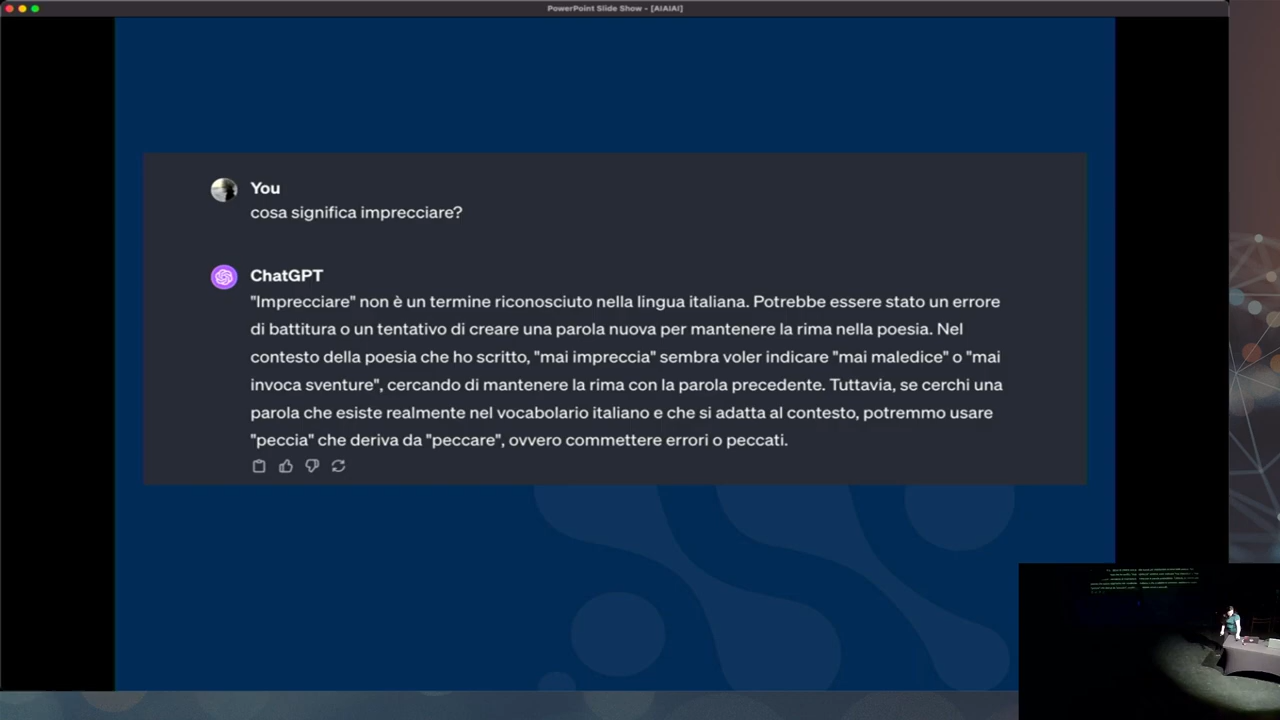 PowerPoint Slide Show - [AIAIAI]
You
cosa significa imprecciare?
ChatGPT
"Imprecciare" non è un termine riconosciuto nella lingua italiana. Potrebbe essere stato un errore
di battitura o un tentativo di creare una parola nuova per mantenere la rima nella poesia. Nel
contesto della poesia che ho scritto, "mai impreccia" sembra voler indicare "mai maledice" o "mai
invoca sventure", cercando di mantenere la rima con la parola precedente. Tuttavia, se cerchi una
parola che esiste realmente nel vocabolario italiano e che si adatta al contesto, potremmo usare
"peccia" che deriva da "peccare", ovvero commettere errori o peccati.